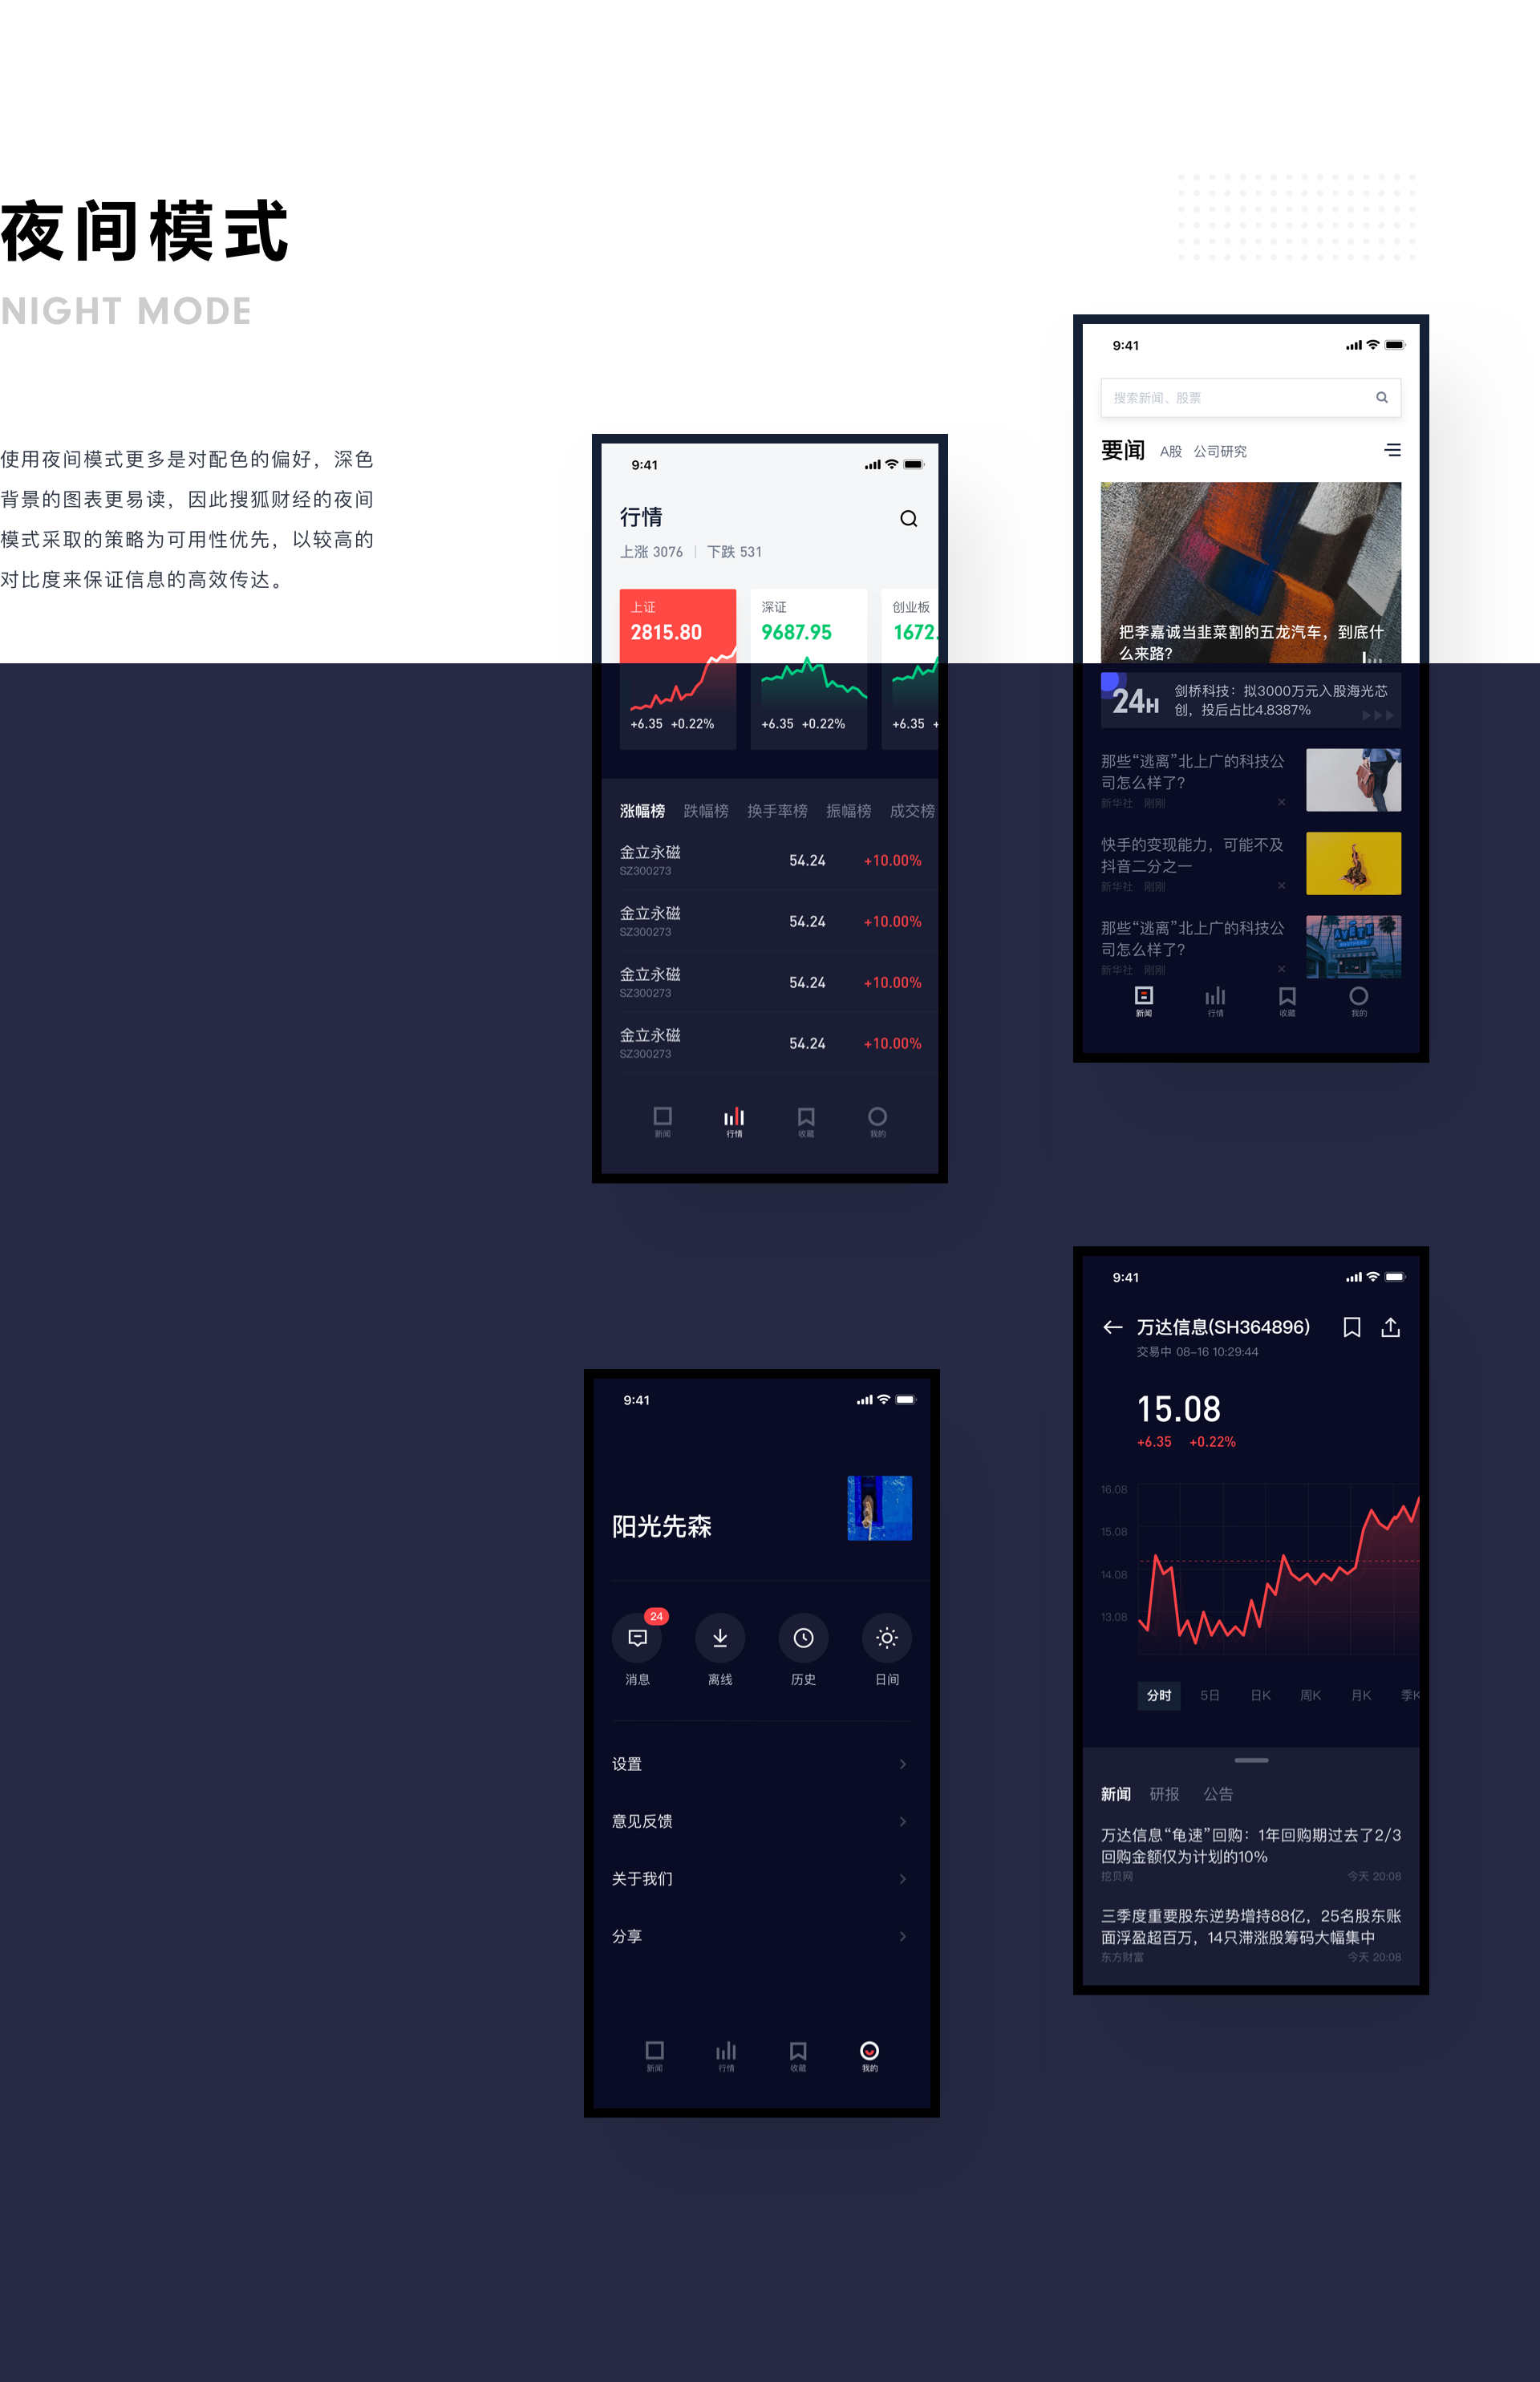 夜间模式
NIGHT MODE
使用夜间模式更多是对配色的偏好，深色
背景的图表更易读，因此搜狐财经的夜间
模式采取的策略为可用性优先，以较高的
对比度来保证信息的高效传达。
9:41
行情
上涨 3076 | 下跌 531
上证 深证 创业板
2815.80 9687.95 1672.
+6.35 +0.22% +6.35 +0.22% +6.35 +
涨幅榜 跌幅榜 换手率榜 振幅榜 成交榜
金立永磁 54.24 +10.00%
SZ300273
金立永磁 54.24 +10.00%
SZ300273
金立永磁 54.24 +10.00%
SZ300273
金立永磁 54.24 +10.00%
SZ300273
新闻 行情 收藏 我的
9:41
搜索新闻、股票
要闻 A股 公司研究
把李嘉诚当韭菜割的五龙汽车，到底什
么来路？
24H
剑桥科技：拟3000万元入股海光芯
创，投后占比4.8387%
那些“逃离”北上广的科技公
司怎么样了？
新华社 刚刚
快手的变现能力，可能不及
抖音二分之一
新华社 刚刚
那些“逃离”北上广的科技公
司怎么样了？
新华社 刚刚
AVETT
BROTHERS
新闻 行情 收藏 我的
9:41
阳光先森
24
消息 离线 历史 日间
设置
意见反馈
关于我们
分享
新闻 行情 收藏 我的
9:41
万达信息(SH364896)
交易中 08-16 10:29:44
15.08
+6.35 +0.22%
16.08
15.08
14.08
13.08
分时 5日 日K 周K 月K 季K
新闻 研报 公告
万达信息“龟速”回购：1年回购期过去了2/3
回购金额仅为计划的10%
挖贝网 今天 20:08
三季度重要股东逆势增持88亿，25名股东账
面浮盈超百万，14只滞涨股筹码大幅集中
东方财富 今天 20:08